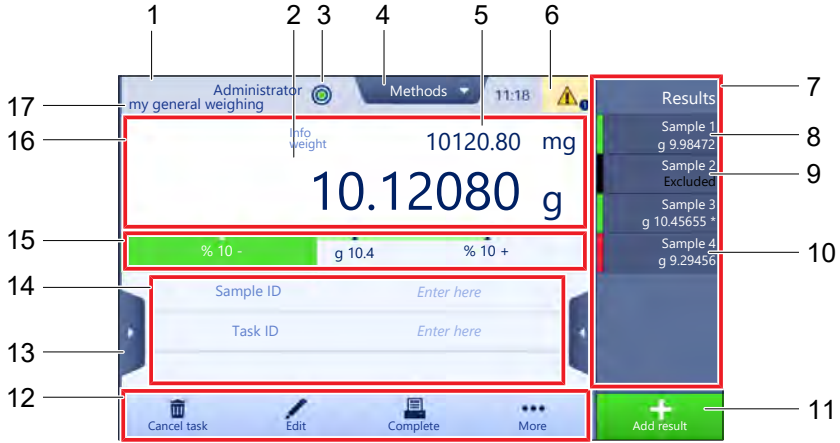 1
2
3
4
5
6
7
8
9
10
11
12
13
14
15
16
17
Administrator
my general weighing
Methods
11:18
Info
weight
10120.80 mg
10.12080 g
% 10 -
g 10.4
% 10 +
Sample ID
Enter here
Task ID
Enter here
Results
Sample 1
g 9.98472
Sample 2
Excluded
Sample 3
g 10.45655 *
Sample 4
g 9.29456
Cancel task
Edit
Complete
More
Add result